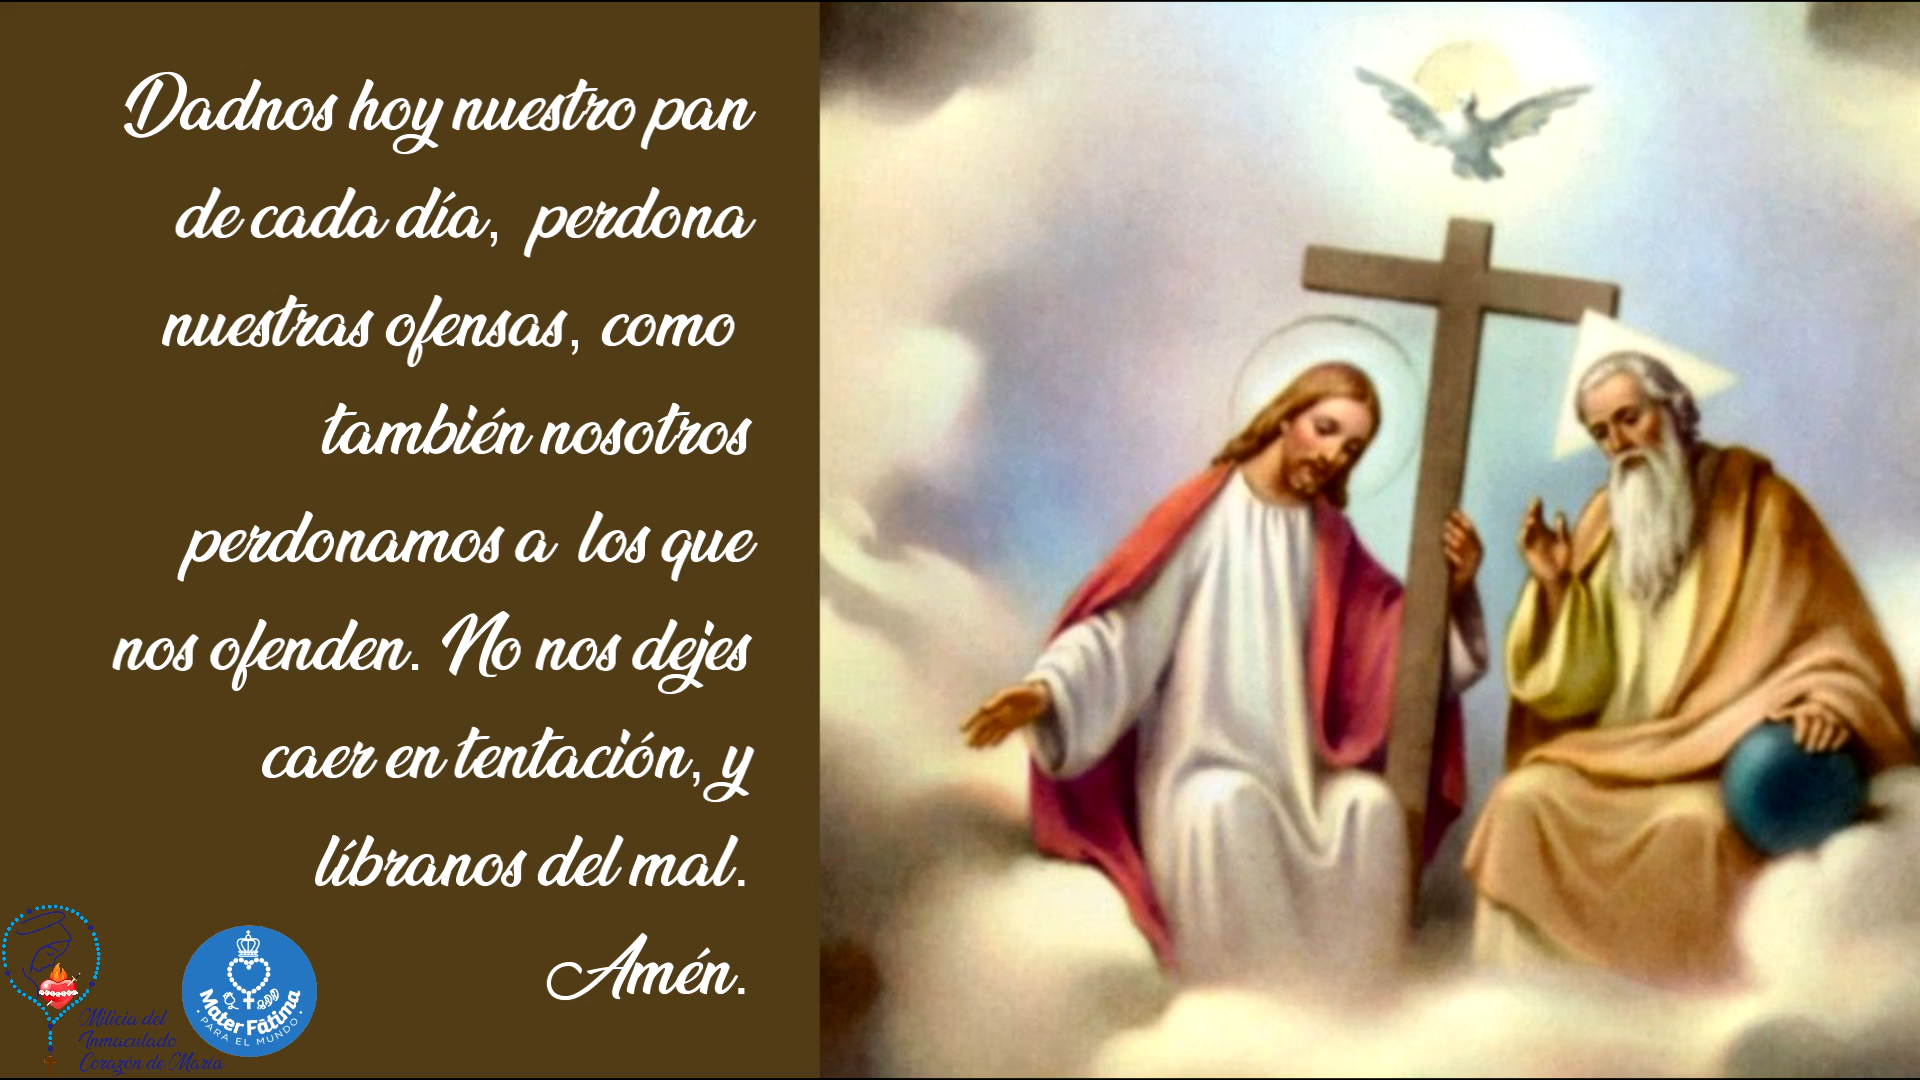 Dadnos hoy nuestro pan
de cada día, perdona
nuestras ofensas, como
también nosotros
perdonamos a los que
nos ofenden. No nos dejes
caer en tentación, y
líbranos del mal.
Amén.
Milicia del
Inmaculado
Corazón de María
Mater Fátima
· PARA EL MUNDO ·